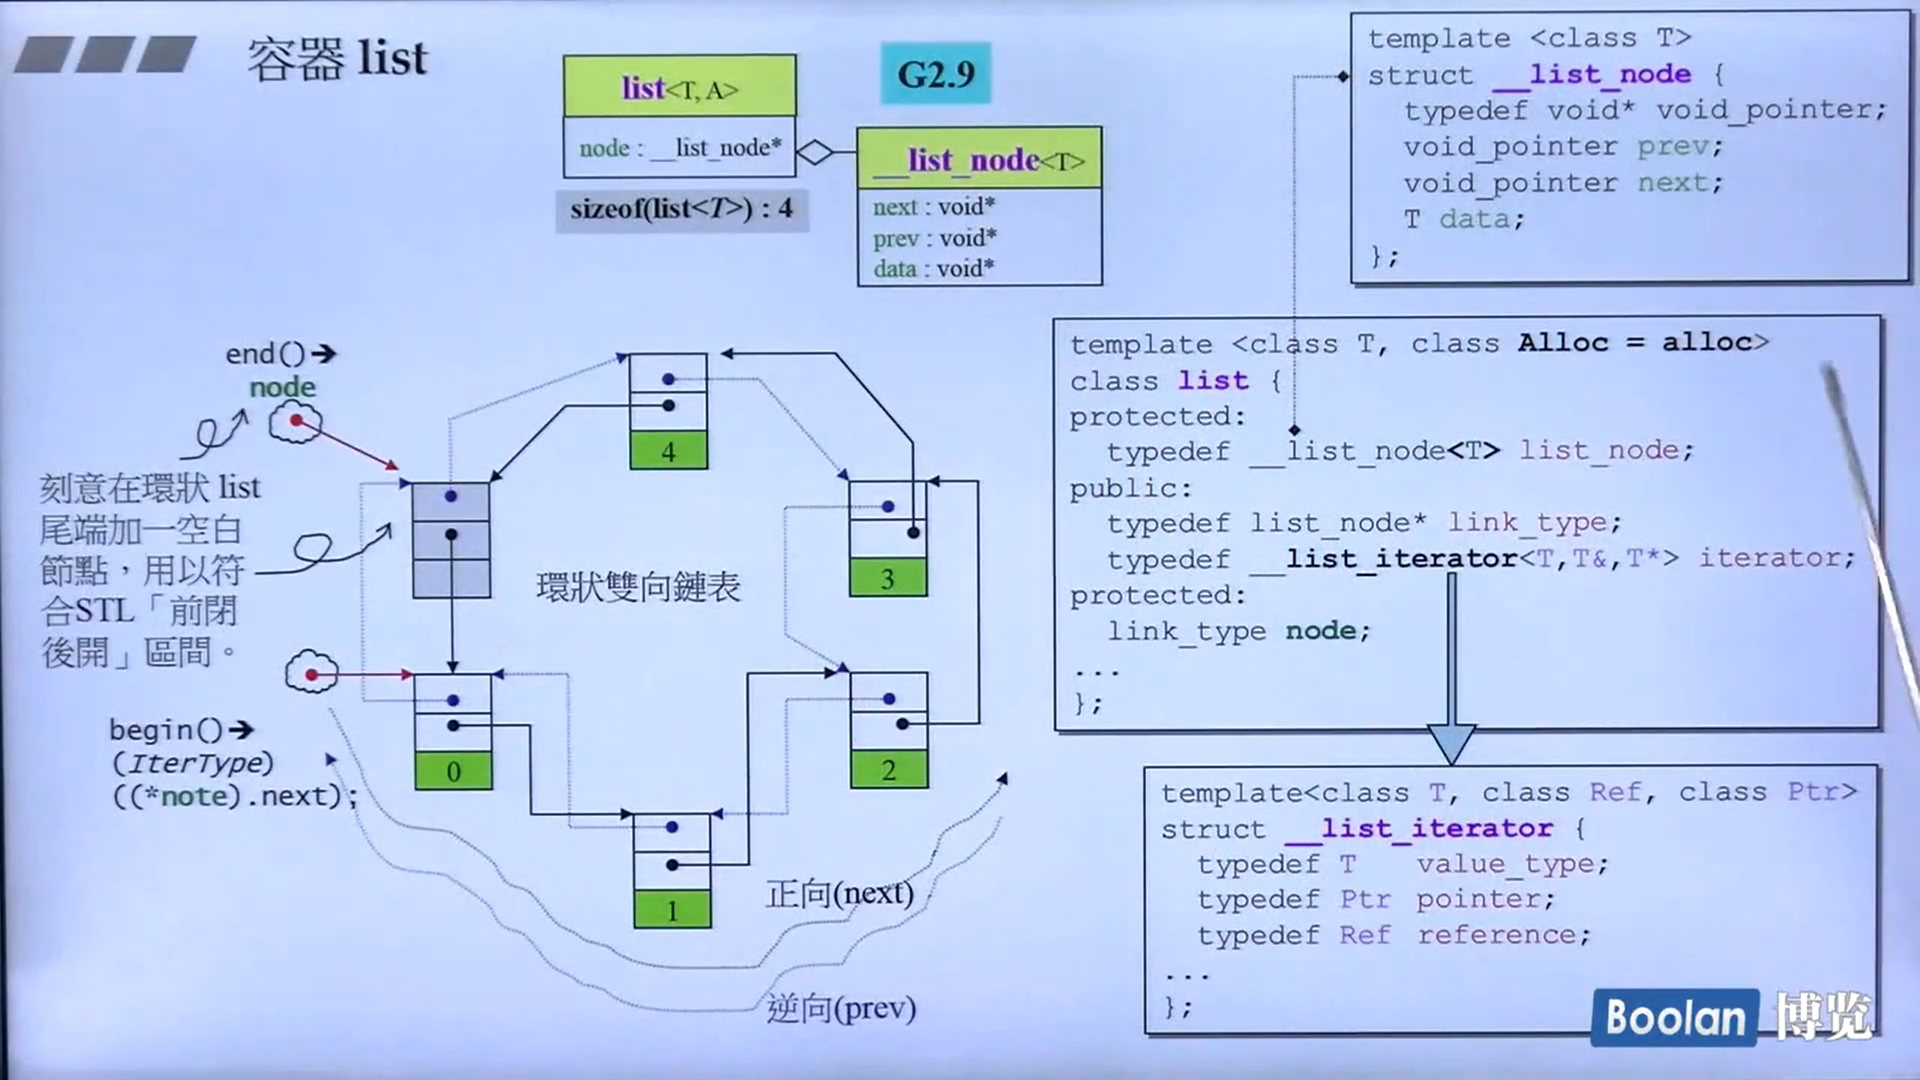 容器 list
list<T, A>
node : __list_node*
sizeof(list<T>) : 4
G2.9
__list_node<T>
next : void*
prev : void*
data : void*
template <class T>
struct __list_node {
typedef void* void_pointer;
void_pointer prev;
void_pointer next;
T data;
};
template <class T, class Alloc = alloc>
class list {
protected:
typedef __list_node<T> list_node;
public:
typedef list_node* link_type;
typedef __list_iterator<T,T&,T*> iterator;
protected:
link_type node;
...
};
template<class T, class Ref, class Ptr>
struct __list_iterator {
typedef T value_type;
typedef Ptr pointer;
typedef Ref reference;
...
};
end()➔
node
刻意在環狀 list
尾端加一空白
節點，用以符
合STL「前閉
後開」區間。
begin()➔
(IterType)
((*note).next);
環狀雙向鏈表
4
3
2
1
0
正向(next)
逆向(prev)
Boolan 博览